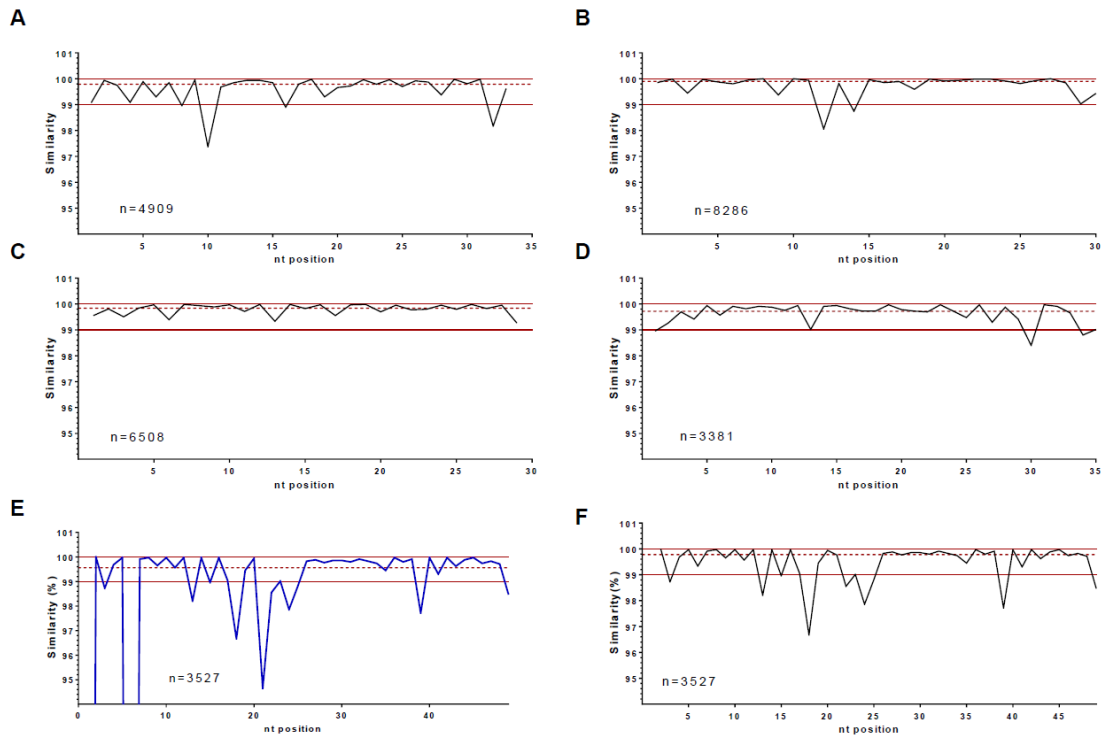 A
101
100
99
98
97
96
95
Similarity
n=4909
5 10 15 20 25 30 35
nt position
B
101
100
99
98
97
96
95
Similarity
n=8286
5 10 15 20 25 30
nt position
C
101
100
99
98
97
96
95
Similarity
n=6508
5 10 15 20 25 30
nt position
D
101
100
99
98
97
96
95
Similarity
n=3381
5 10 15 20 25 30 35
nt position
E
101
100
99
98
97
96
95
Similarity (%)
n=3527
0 10 20 30 40
nt position
F
101
100
99
98
97
96
95
Similarity (%)
n=3527
5 10 15 20 25 30 35 40 45
nt position